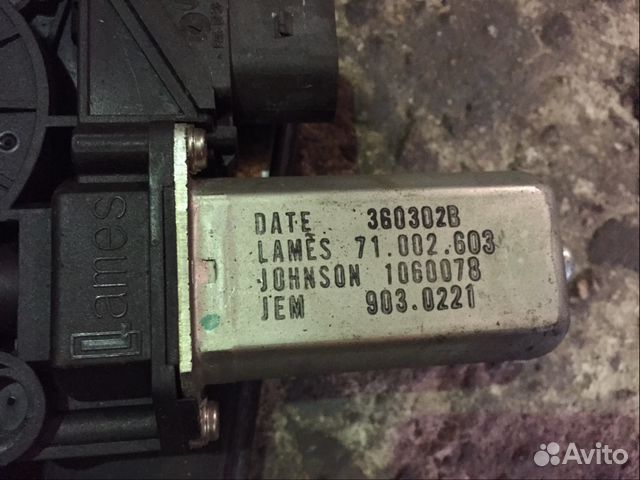 DATE 360302B
LAMES 71.002.603
JOHNSON 1060078
JEM 903.0221
Lames
Avito